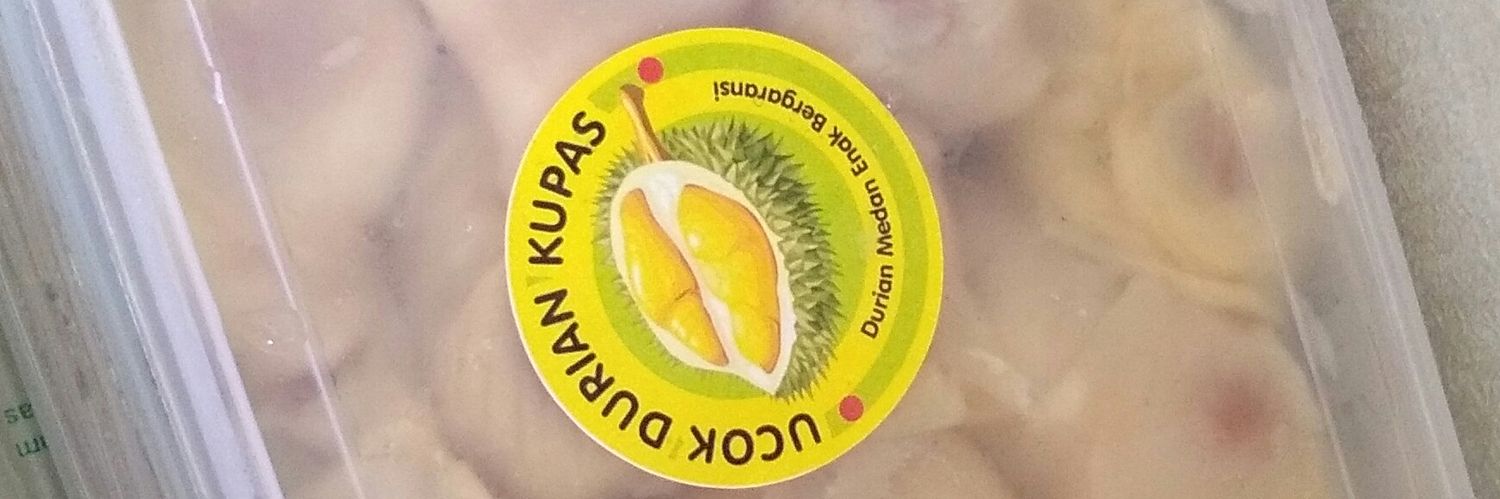 UCOK DURIAN KUPAS
Durian Medan Enak Bergaransi